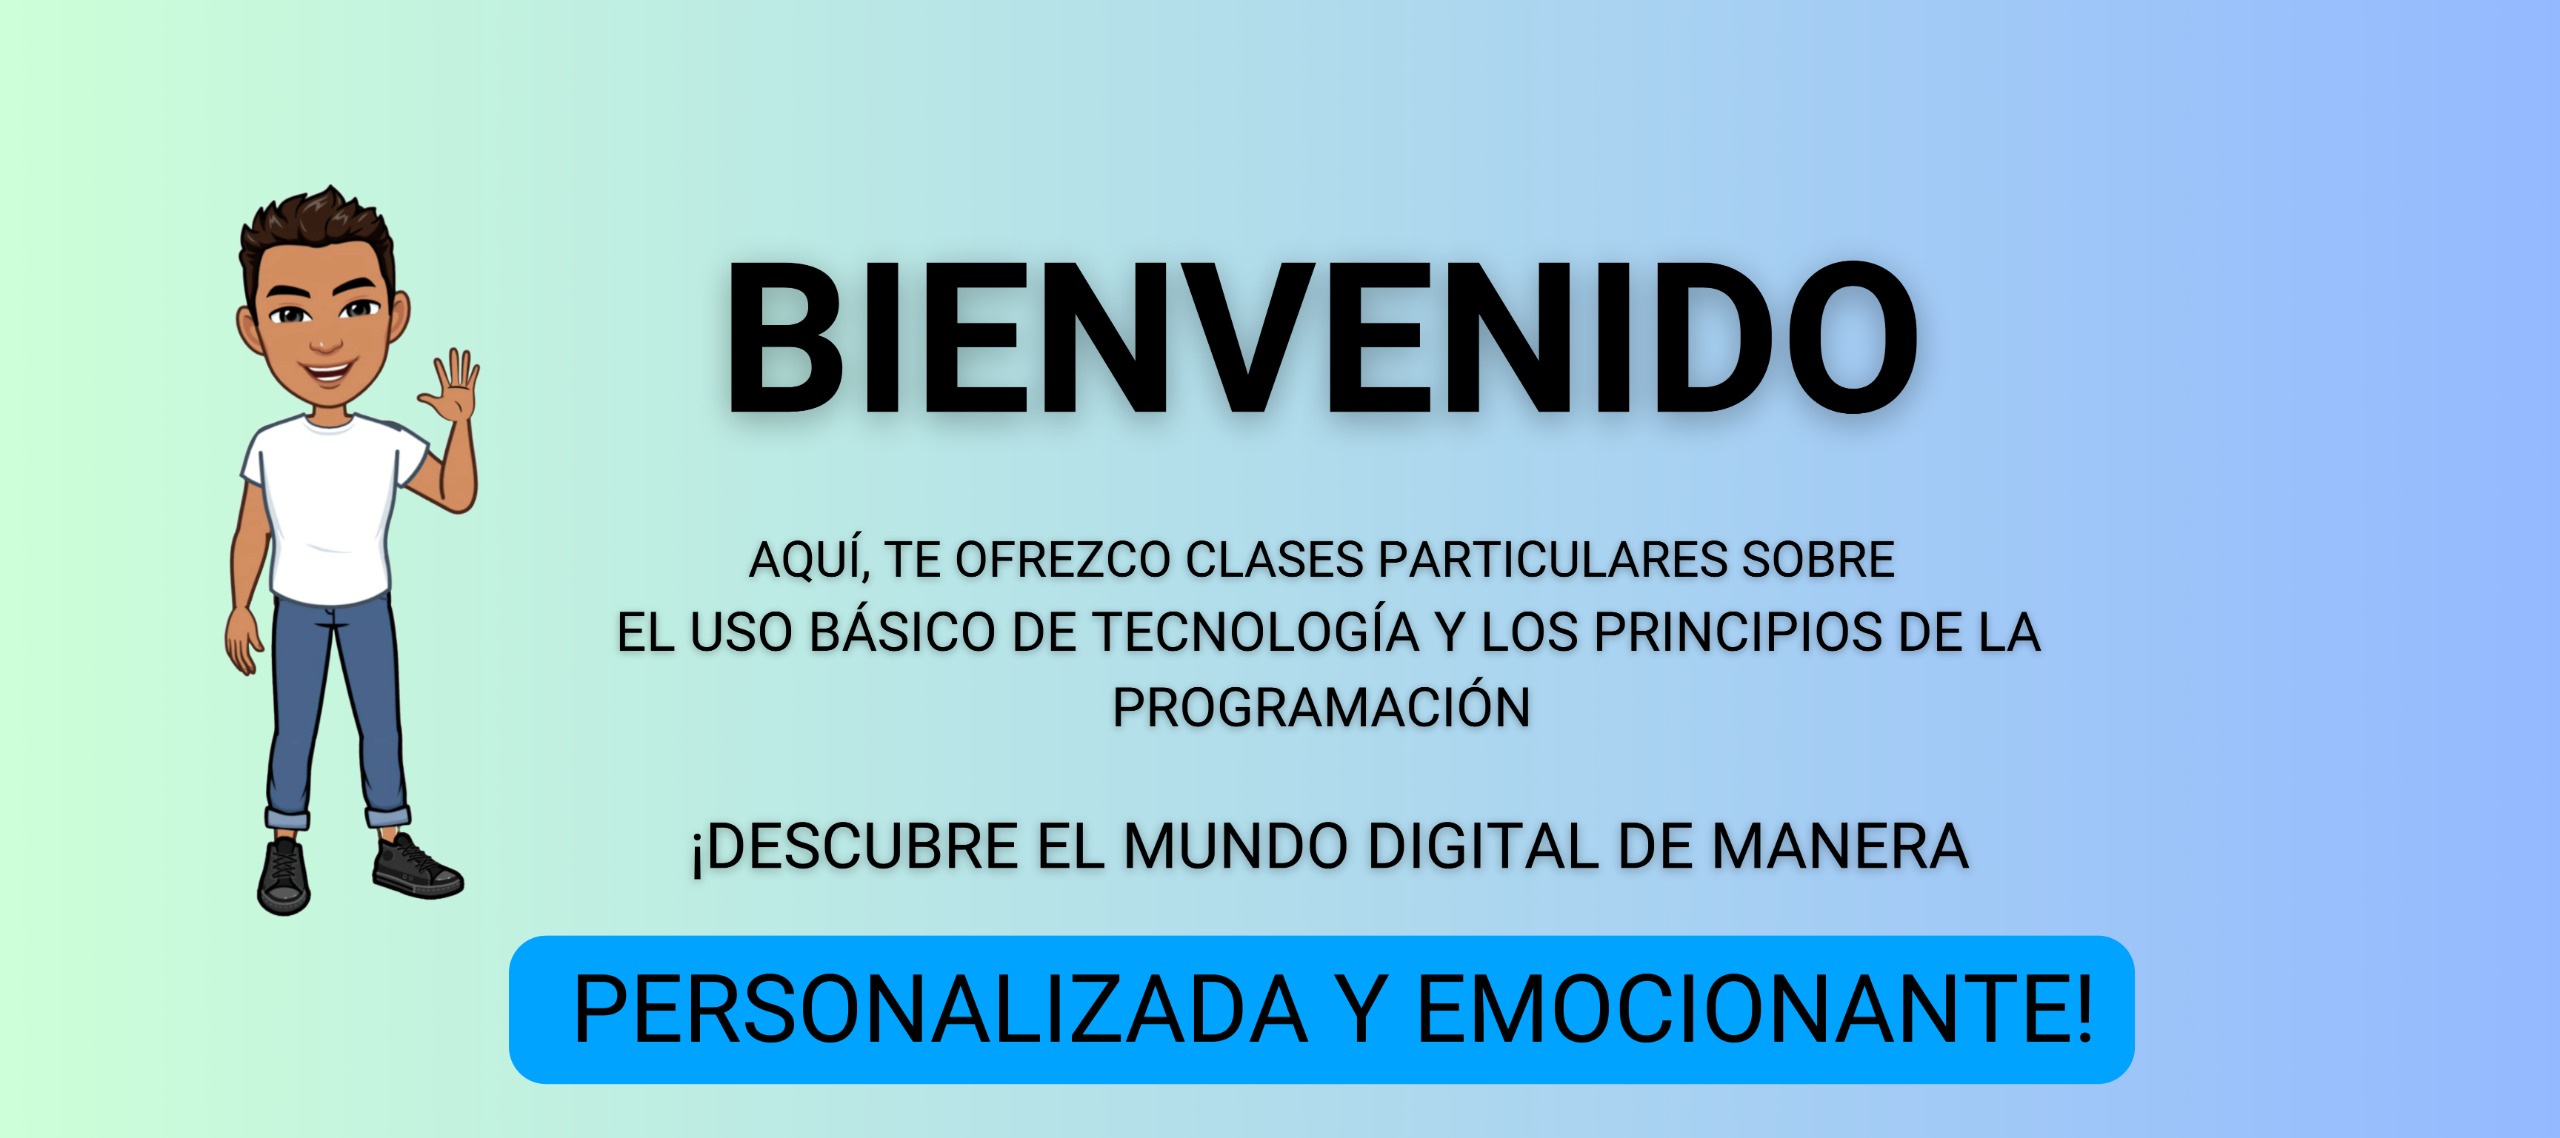 BIENVENIDO
AQUÍ, TE OFREZCO CLASES PARTICULARES SOBRE
EL USO BÁSICO DE TECNOLOGÍA Y LOS PRINCIPIOS DE LA
PROGRAMACIÓN
¡DESCUBRE EL MUNDO DIGITAL DE MANERA
PERSONALIZADA Y EMOCIONANTE!